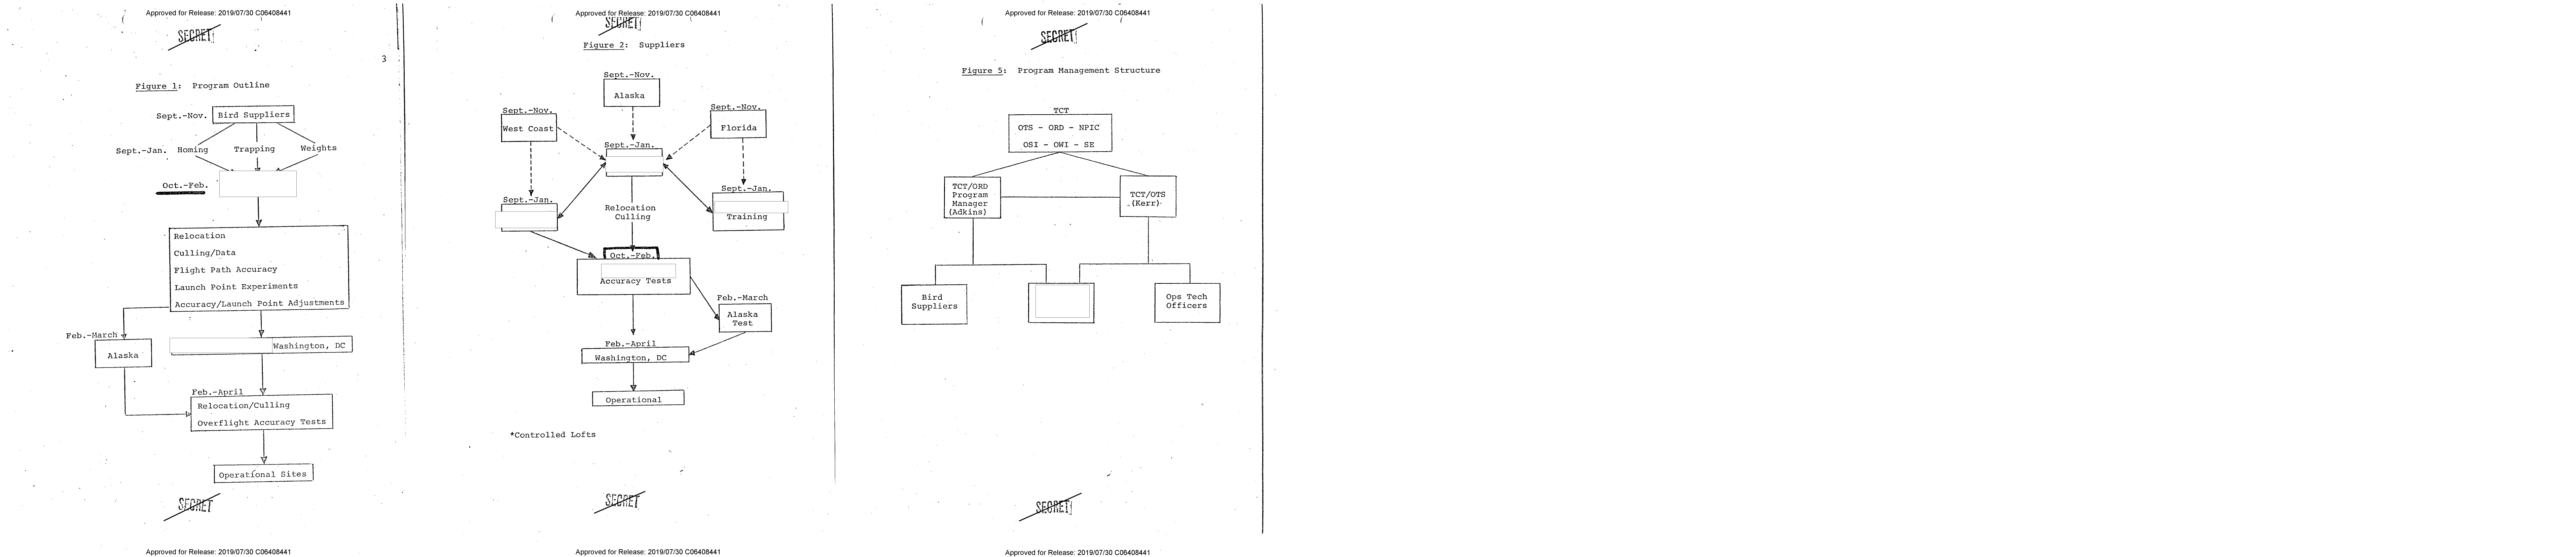 Approved for Release: 2019/07/30 C06408441
SECRET
3
Figure 1: Program Outline
Sept.-Nov.
Bird Suppliers
Sept.-Jan. Homing Trapping Weights
Oct.-Feb.
Relocation
Culling/Data
Flight Path Accuracy
Launch Point Experiments
Accuracy/Launch Point Adjustments
Feb.-March
Alaska
Washington, DC
Feb.-April
Relocation/Culling
Overflight Accuracy Tests
Operational Sites
SECRET
Approved for Release: 2019/07/30 C06408441
Approved for Release: 2019/07/30 C06408441
SECRET
Figure 2: Suppliers
Sept.-Nov.
Alaska
Sept.-Nov.
West Coast
Sept.-Nov.
Florida
Sept.-Jan.
Sept.-Jan.
Sept.-Jan.
Training
Relocation
Culling
Oct.-Feb.
Accuracy Tests
Feb.-March
Alaska
Test
Feb.-April
Washington, DC
Operational
*Controlled Lofts
SECRET
Approved for Release: 2019/07/30 C06408441
Approved for Release: 2019/07/30 C06408441
SECRET
Figure 5: Program Management Structure
TCT
OTS - ORD - NPIC
OSI - OWI - SE
TCT/ORD
Program
Manager
(Adkins)
TCT/OTS
(Kerr)
Bird
Suppliers
Ops Tech
Officers
SECRET
Approved for Release: 2019/07/30 C06408441